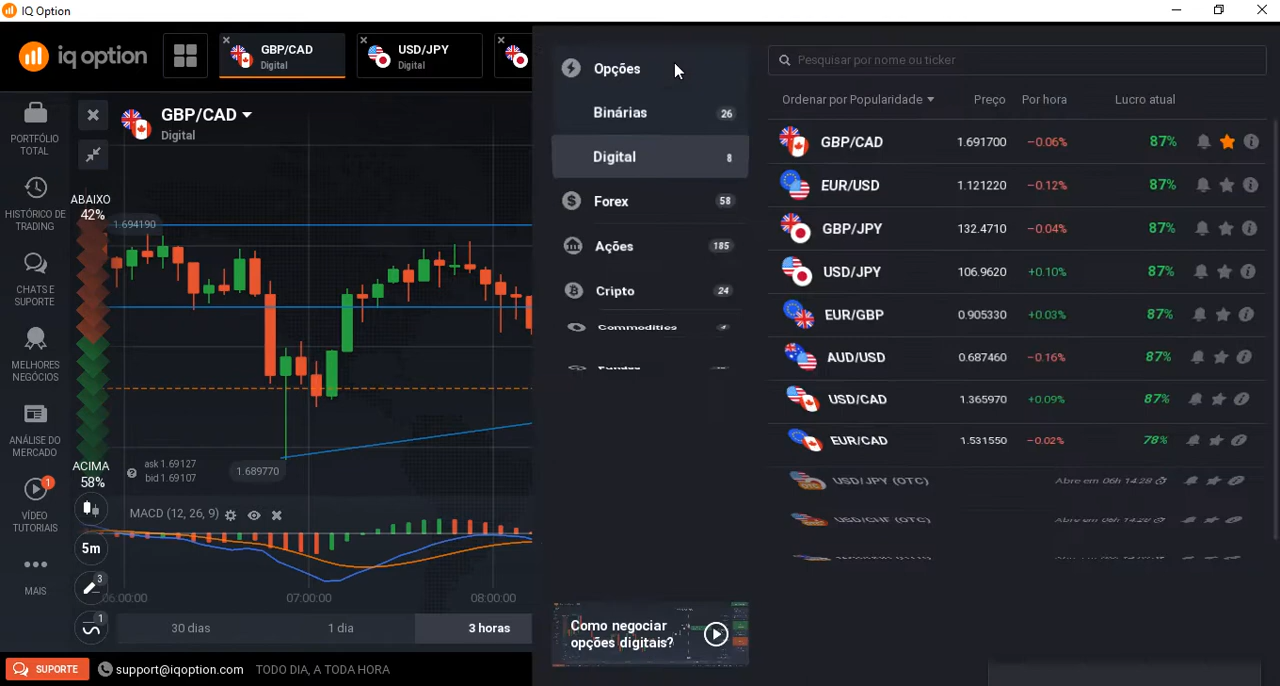 IQ Option
iq option
GBP/CAD
Digital
USD/JPY
Digital
PORTFÓLIO
TOTAL
HISTÓRICO DE
TRADING
CHATS E
SUPORTE
MELHORES
NEGÓCIOS
ANÁLISE DO
MERCADO
1
VÍDEO
TUTORIAIS
MAIS
GBP/CAD
Digital
ABAIXO
42%
1.694190
ACIMA
58%
ask 1.69127
bid 1.69107
1.689770
MACD (12, 26, 9)
5m
3
1
06:00:00
07:00:00
08:00:00
30 dias
1 dia
3 horas
SUPORTE
support@iqoption.com
TODO DIA, A TODA HORA
Opções
Binárias 26
Digital 8
Forex 58
Ações 185
Cripto 24
Commodities 4
Como negociar
opções digitais?
Pesquisar por nome ou ticker
Ordenar por Popularidade Preço Por hora Lucro atual
GBP/CAD 1.691700 −0.06% 87%
EUR/USD 1.121220 −0.12% 87%
GBP/JPY 132.4710 −0.04% 87%
USD/JPY 106.9620 +0.10% 87%
EUR/GBP 0.905330 +0.03% 87%
AUD/USD 0.687460 −0.16% 87%
USD/CAD 1.365970 +0.09% 87%
EUR/CAD 1.531550 −0.02% 78%
USD/JPY (OTC) Abre em 06h 14:28
USD/CHF (OTC) Abre em 06h 14:28